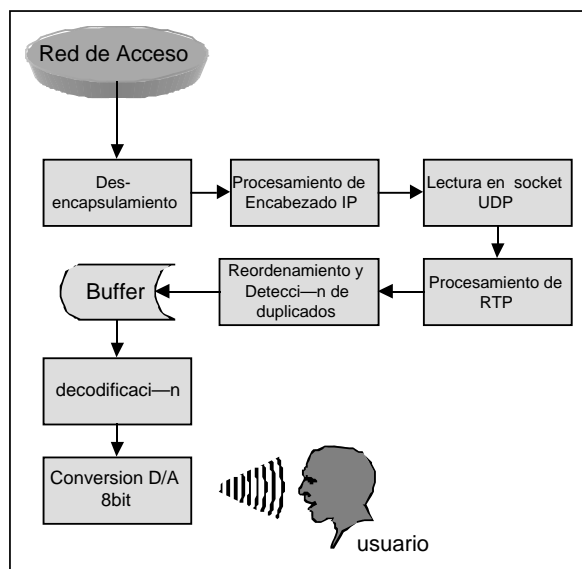 Red de Acceso
Des-
encapsulamiento
Procesamiento de
Encabezado IP
Lectura en socket
UDP
Procesamiento de
RTP
Reordenamiento y
Detecci—n de
duplicados
Buffer
decodificaci—n
Conversion D/A
8bit
usuario